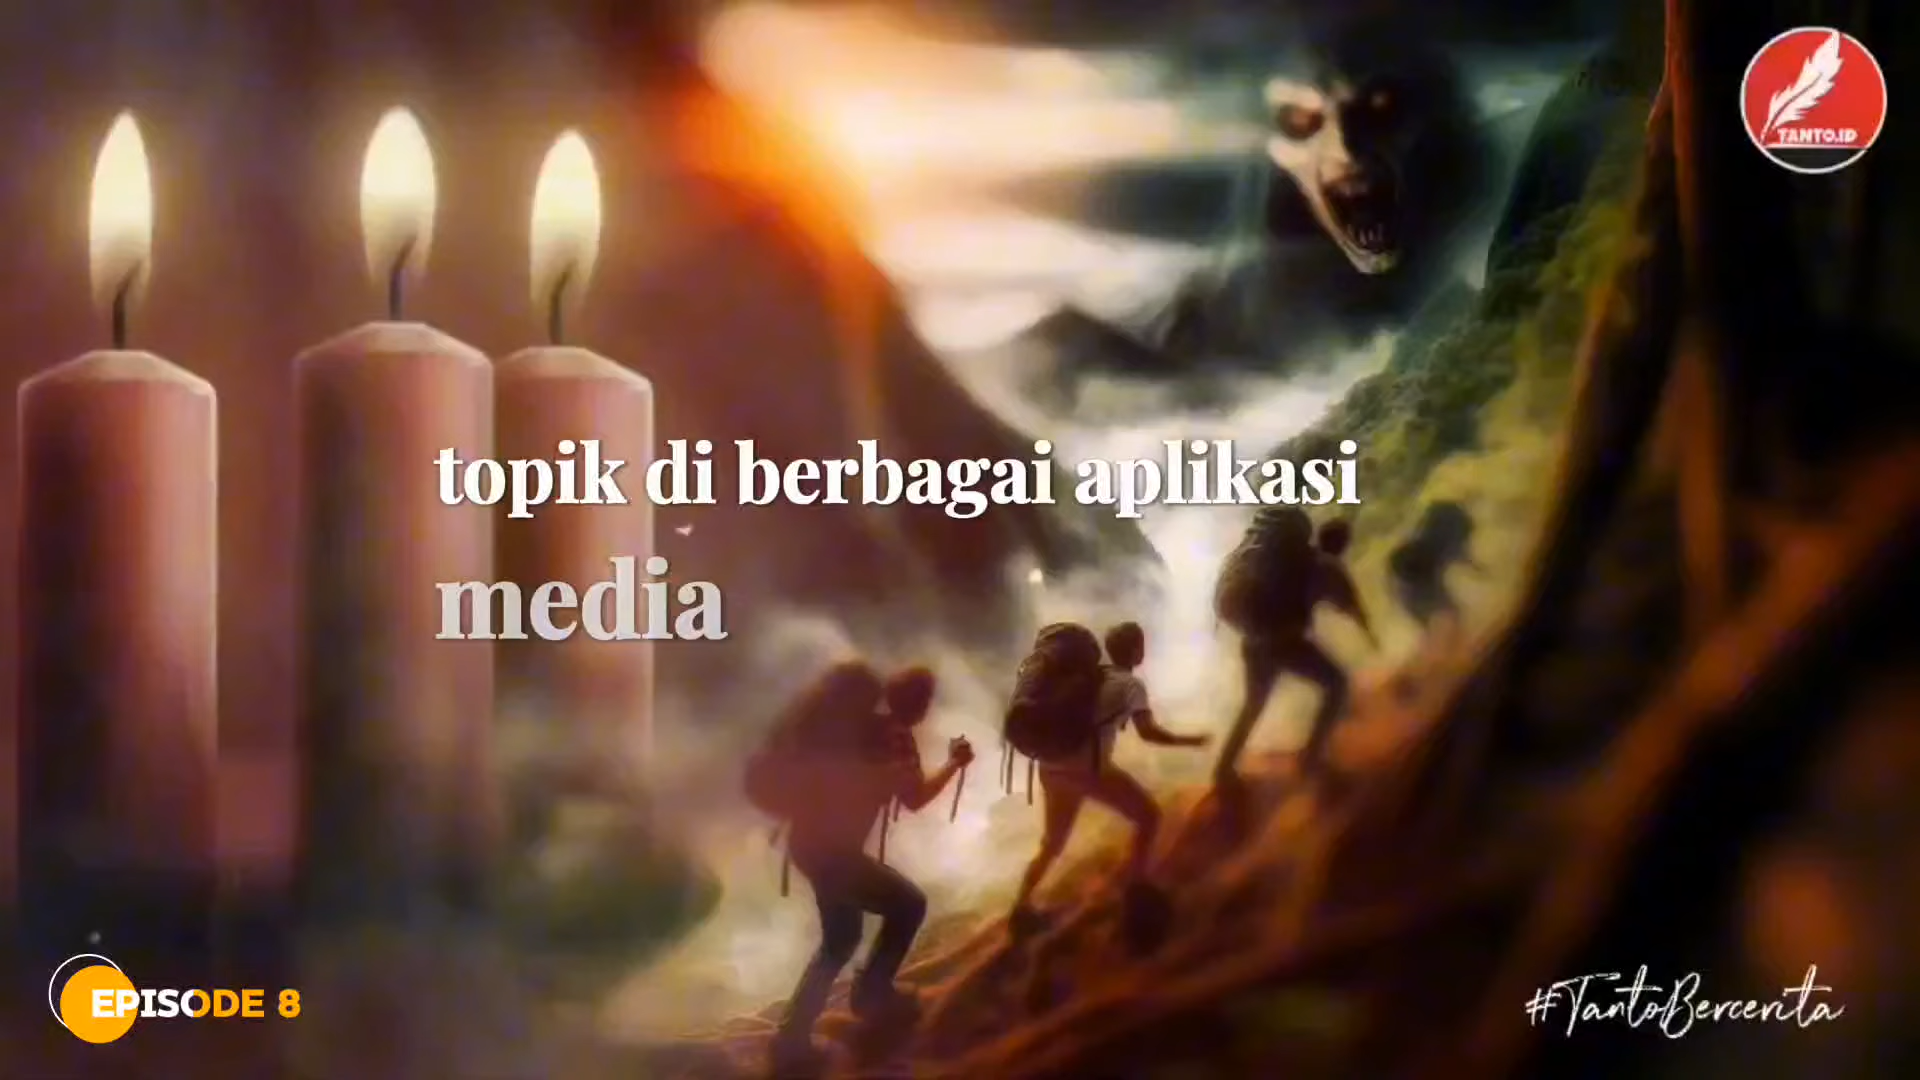 TANTO.ID
topik di berbagai aplikasi
media
EPISODE 8
#TantoBercerita